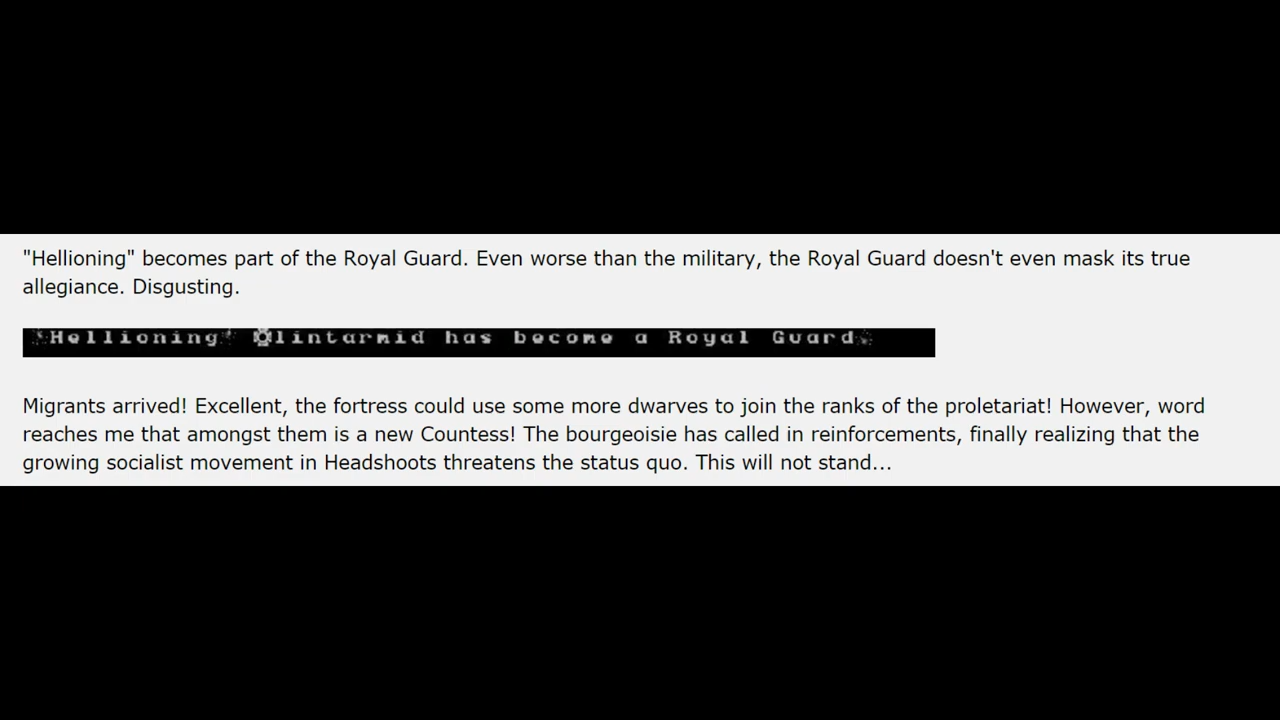 "Hellioning" becomes part of the Royal Guard. Even worse than the military, the Royal Guard doesn't even mask its true
allegiance. Disgusting.
Hellioning has become a Royal Guard
Migrants arrived! Excellent, the fortress could use some more dwarves to join the ranks of the proletariat! However, word
reaches me that amongst them is a new Countess! The bourgeoisie has called in reinforcements, finally realizing that the
growing socialist movement in Headshoots threatens the status quo. This will not stand...